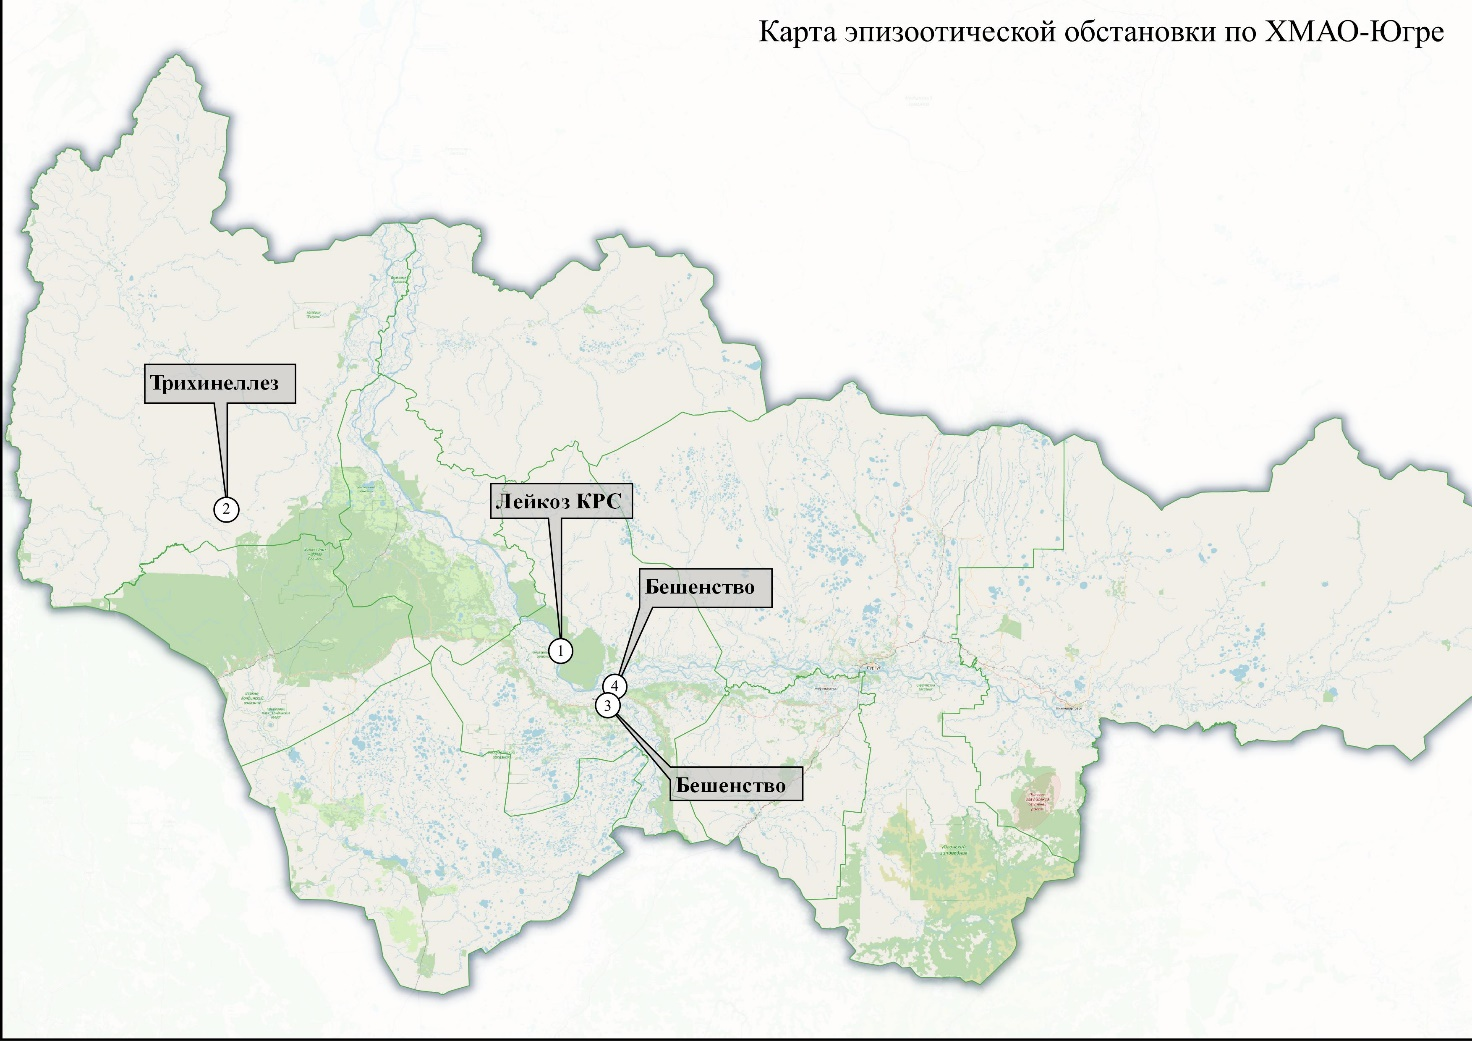 Карта эпизоотической обстановки по ХМАО-Югре
Трихинеллез
2
Лейкоз КРС
Бешенство
1
4
3
Бешенство